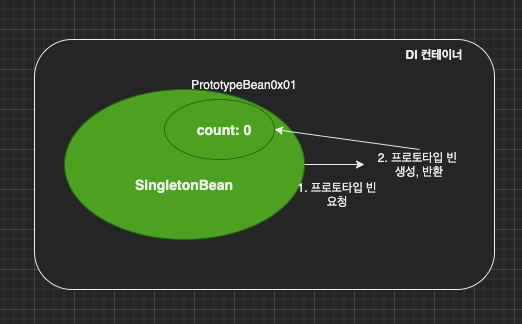 DI 컨테이너
PrototypeBean0x01
count: 0
2. 프로토타입 빈
생성, 반환
SingletonBean
1. 프로토타입 빈
요청